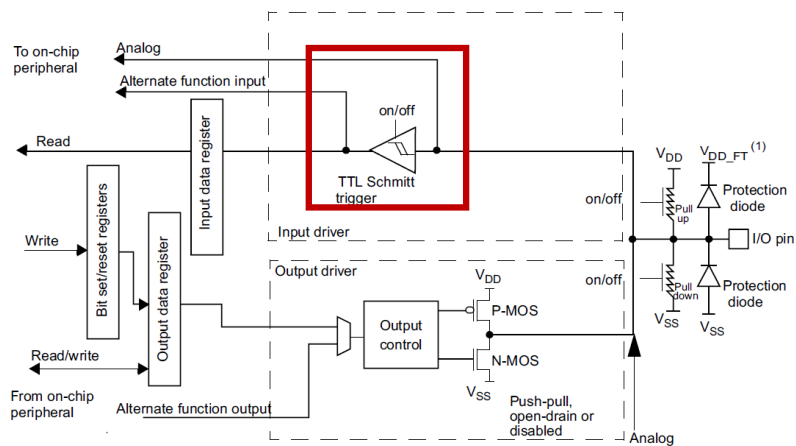 To on-chip
peripheral
Analog
Alternate function input
on/off
Read
Input data register
TTL Schmitt
trigger
Input driver
Bit set/reset registers
Write
Output data register
Read/write
From on-chip
peripheral
Alternate function output
Output driver
Output
control
VDD
P-MOS
N-MOS
VSS
Push-pull,
open-drain or
disabled
Analog
on/off
VDD
Pull
up
VDD_FT (1)
Protection
diode
I/O pin
on/off
Pull
down
VSS
Protection
diode
VSS